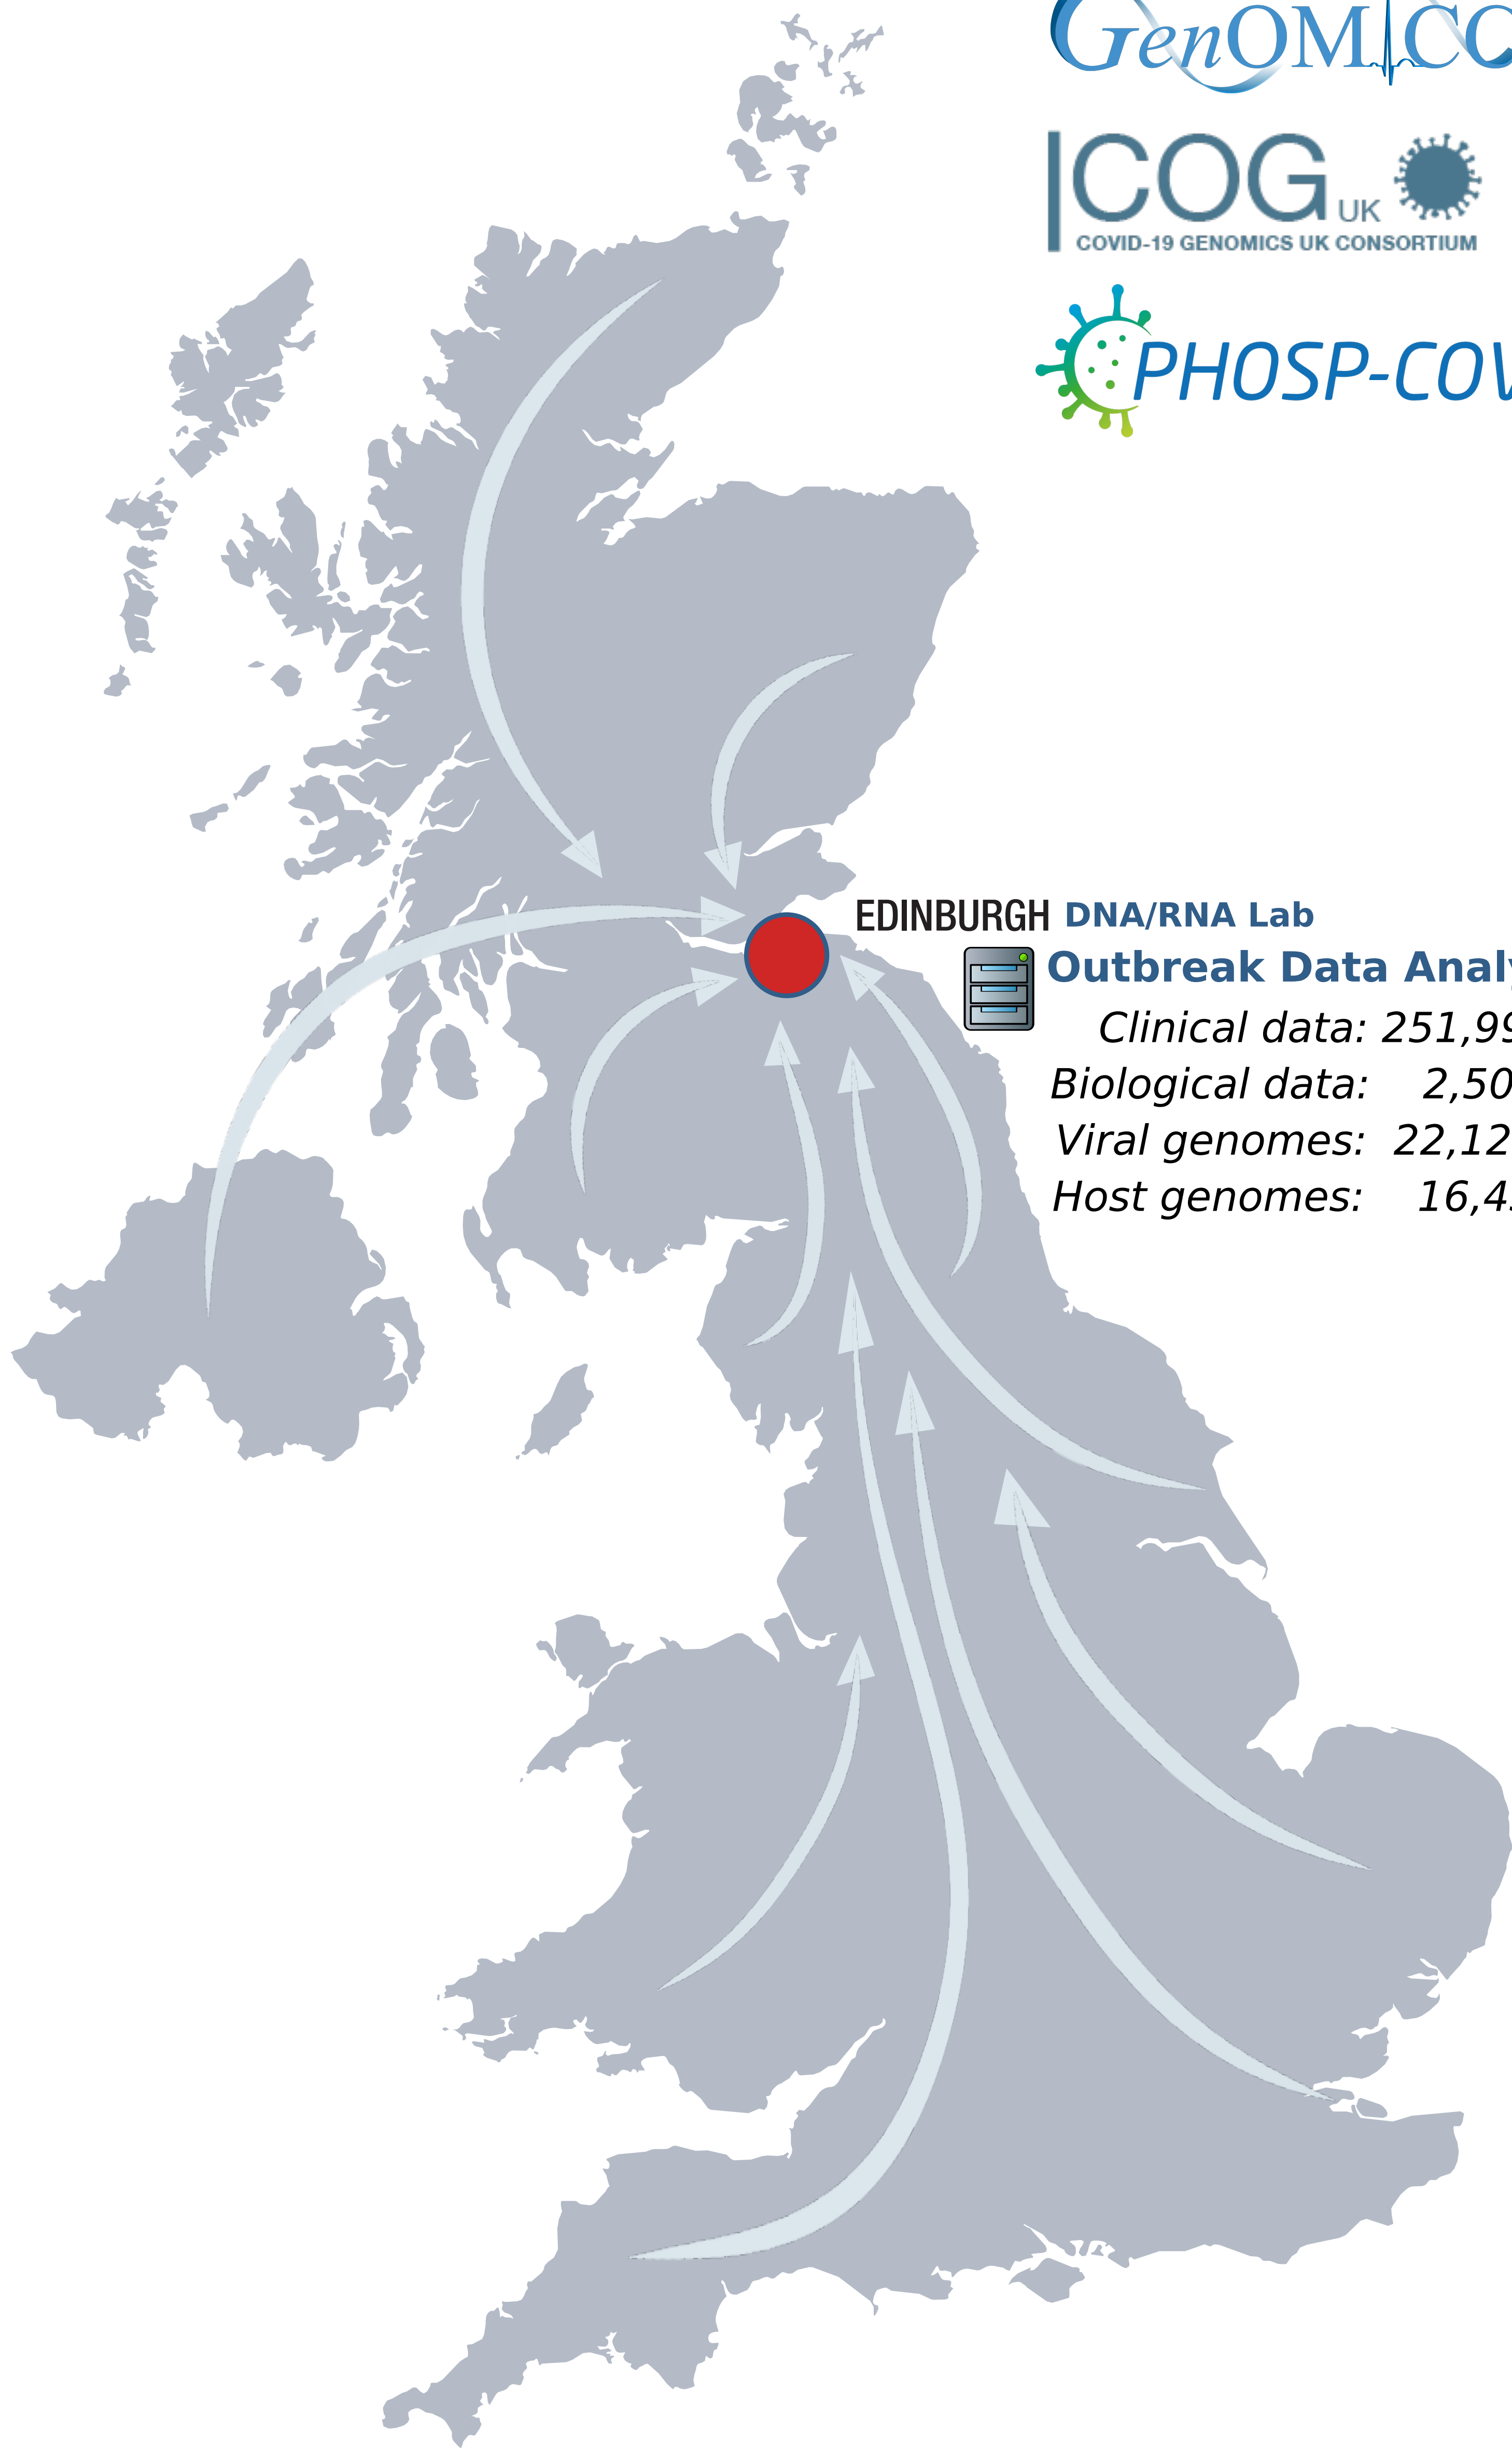 GenOMICC
COG UK
COVID-19 GENOMICS UK CONSORTIUM
PHOSP-COV
EDINBURGH DNA/RNA Lab
Outbreak Data Analy
Clinical data: 251,99
Biological data: 2,50
Viral genomes: 22,12
Host genomes: 16,4